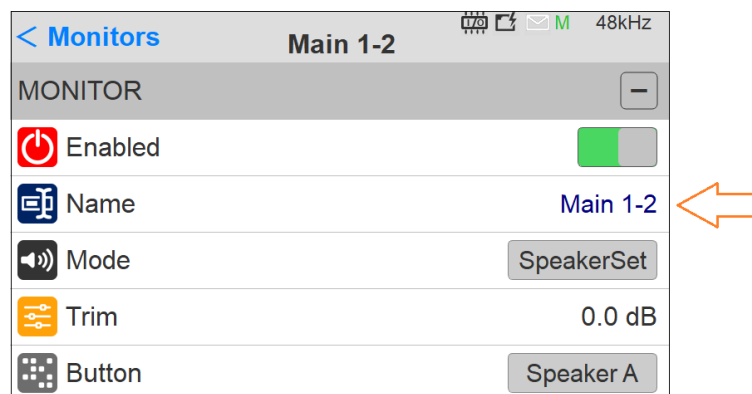 < Monitors Main 1-2 I/O M 48kHz
MONITOR −
Enabled
Name Main 1-2
Mode SpeakerSet
Trim 0.0 dB
Button Speaker A